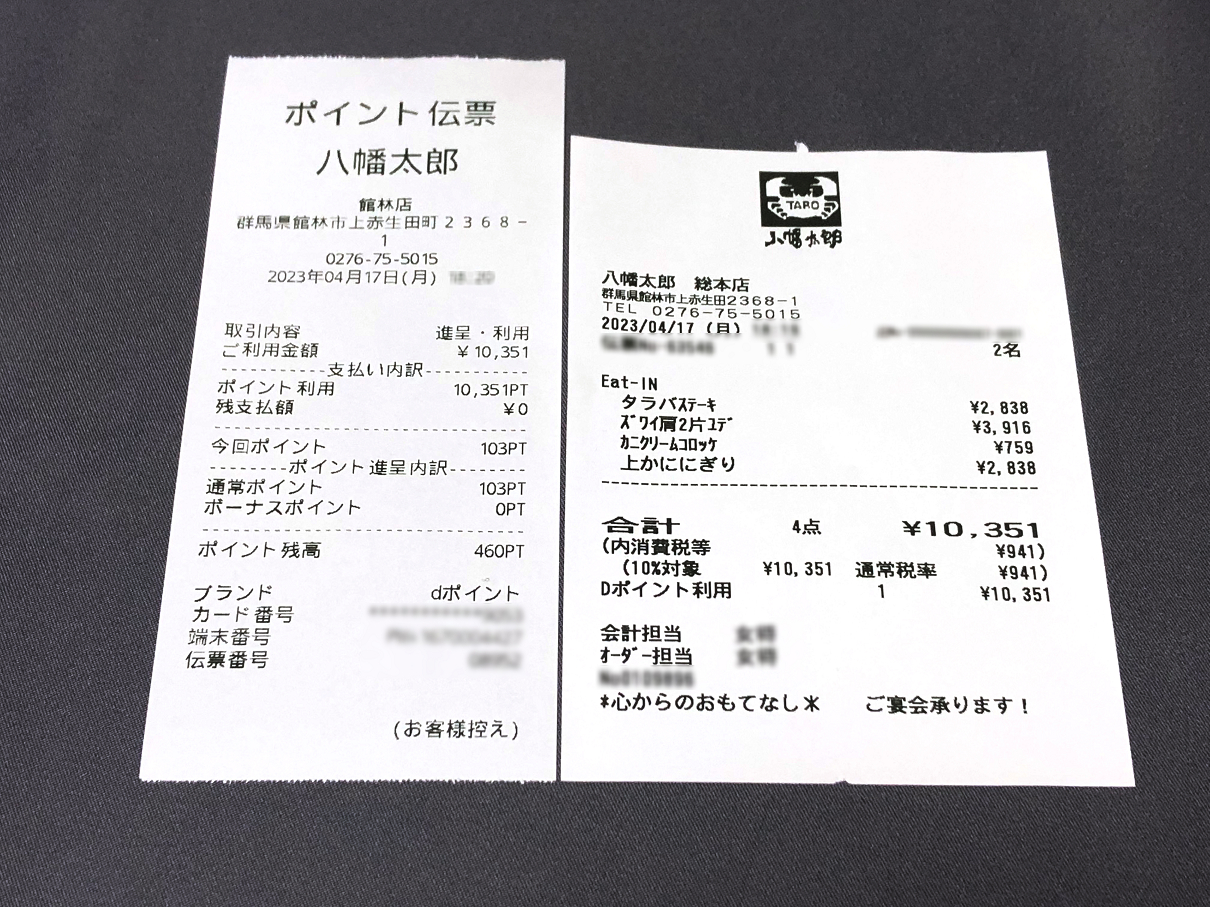 ポイント伝票
八幡太郎
館林店
群馬県館林市上赤生田町2368-
1
0276-75-5015
2023年04月17日(月)
取引内容 進呈・利用
ご利用金額 ¥10,351
-----------支払い内訳-----------
ポイント利用 10,351PT
残支払額 ¥0
今回ポイント 103PT
--------ポイント進呈内訳--------
通常ポイント 103PT
ボーナスポイント 0PT
ポイント残高 460PT
ブランド dポイント
カード番号
端末番号
伝票番号
(お客様控え)
TARO
八幡太郎
八幡太郎 総本店
群馬県館林市上赤生田2368-1
TEL 0276-75-5015
2023/04/17 (月)
2名
Eat-IN
タラバステーキ ¥2,838
ズワイ肩2片ユデ ¥3,916
カニクリームコロッケ ¥759
上かににぎり ¥2,838
合計 4点 ¥10,351
(内消費税等 ¥941)
(10%対象 ¥10,351 通常税率 ¥941)
Dポイント利用 1 ¥10,351
会計担当
オーダー担当
*心からのおもてなし* ご宴会承ります!